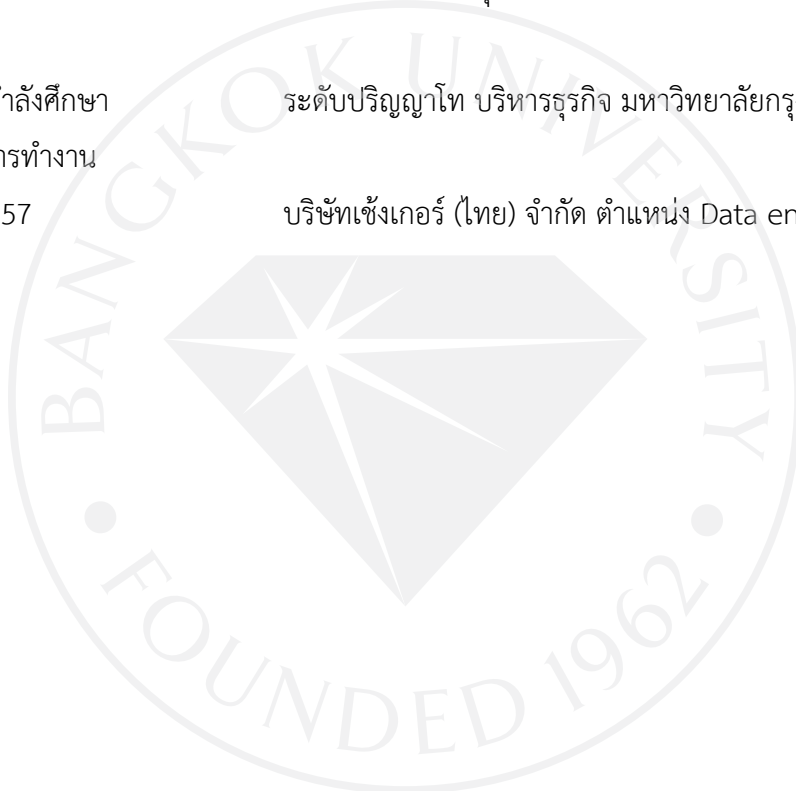 ำลังศึกษา ระดับปริญญาโท บริหารธุรกิจ มหาวิทยาลัยกรุ
ารทำงาน
57 บริษัทเช้งเกอร์ (ไทย) จำกัด ตำแหน่ง Data en
BANGKOK UNIVERSITY
FOUNDED 1962